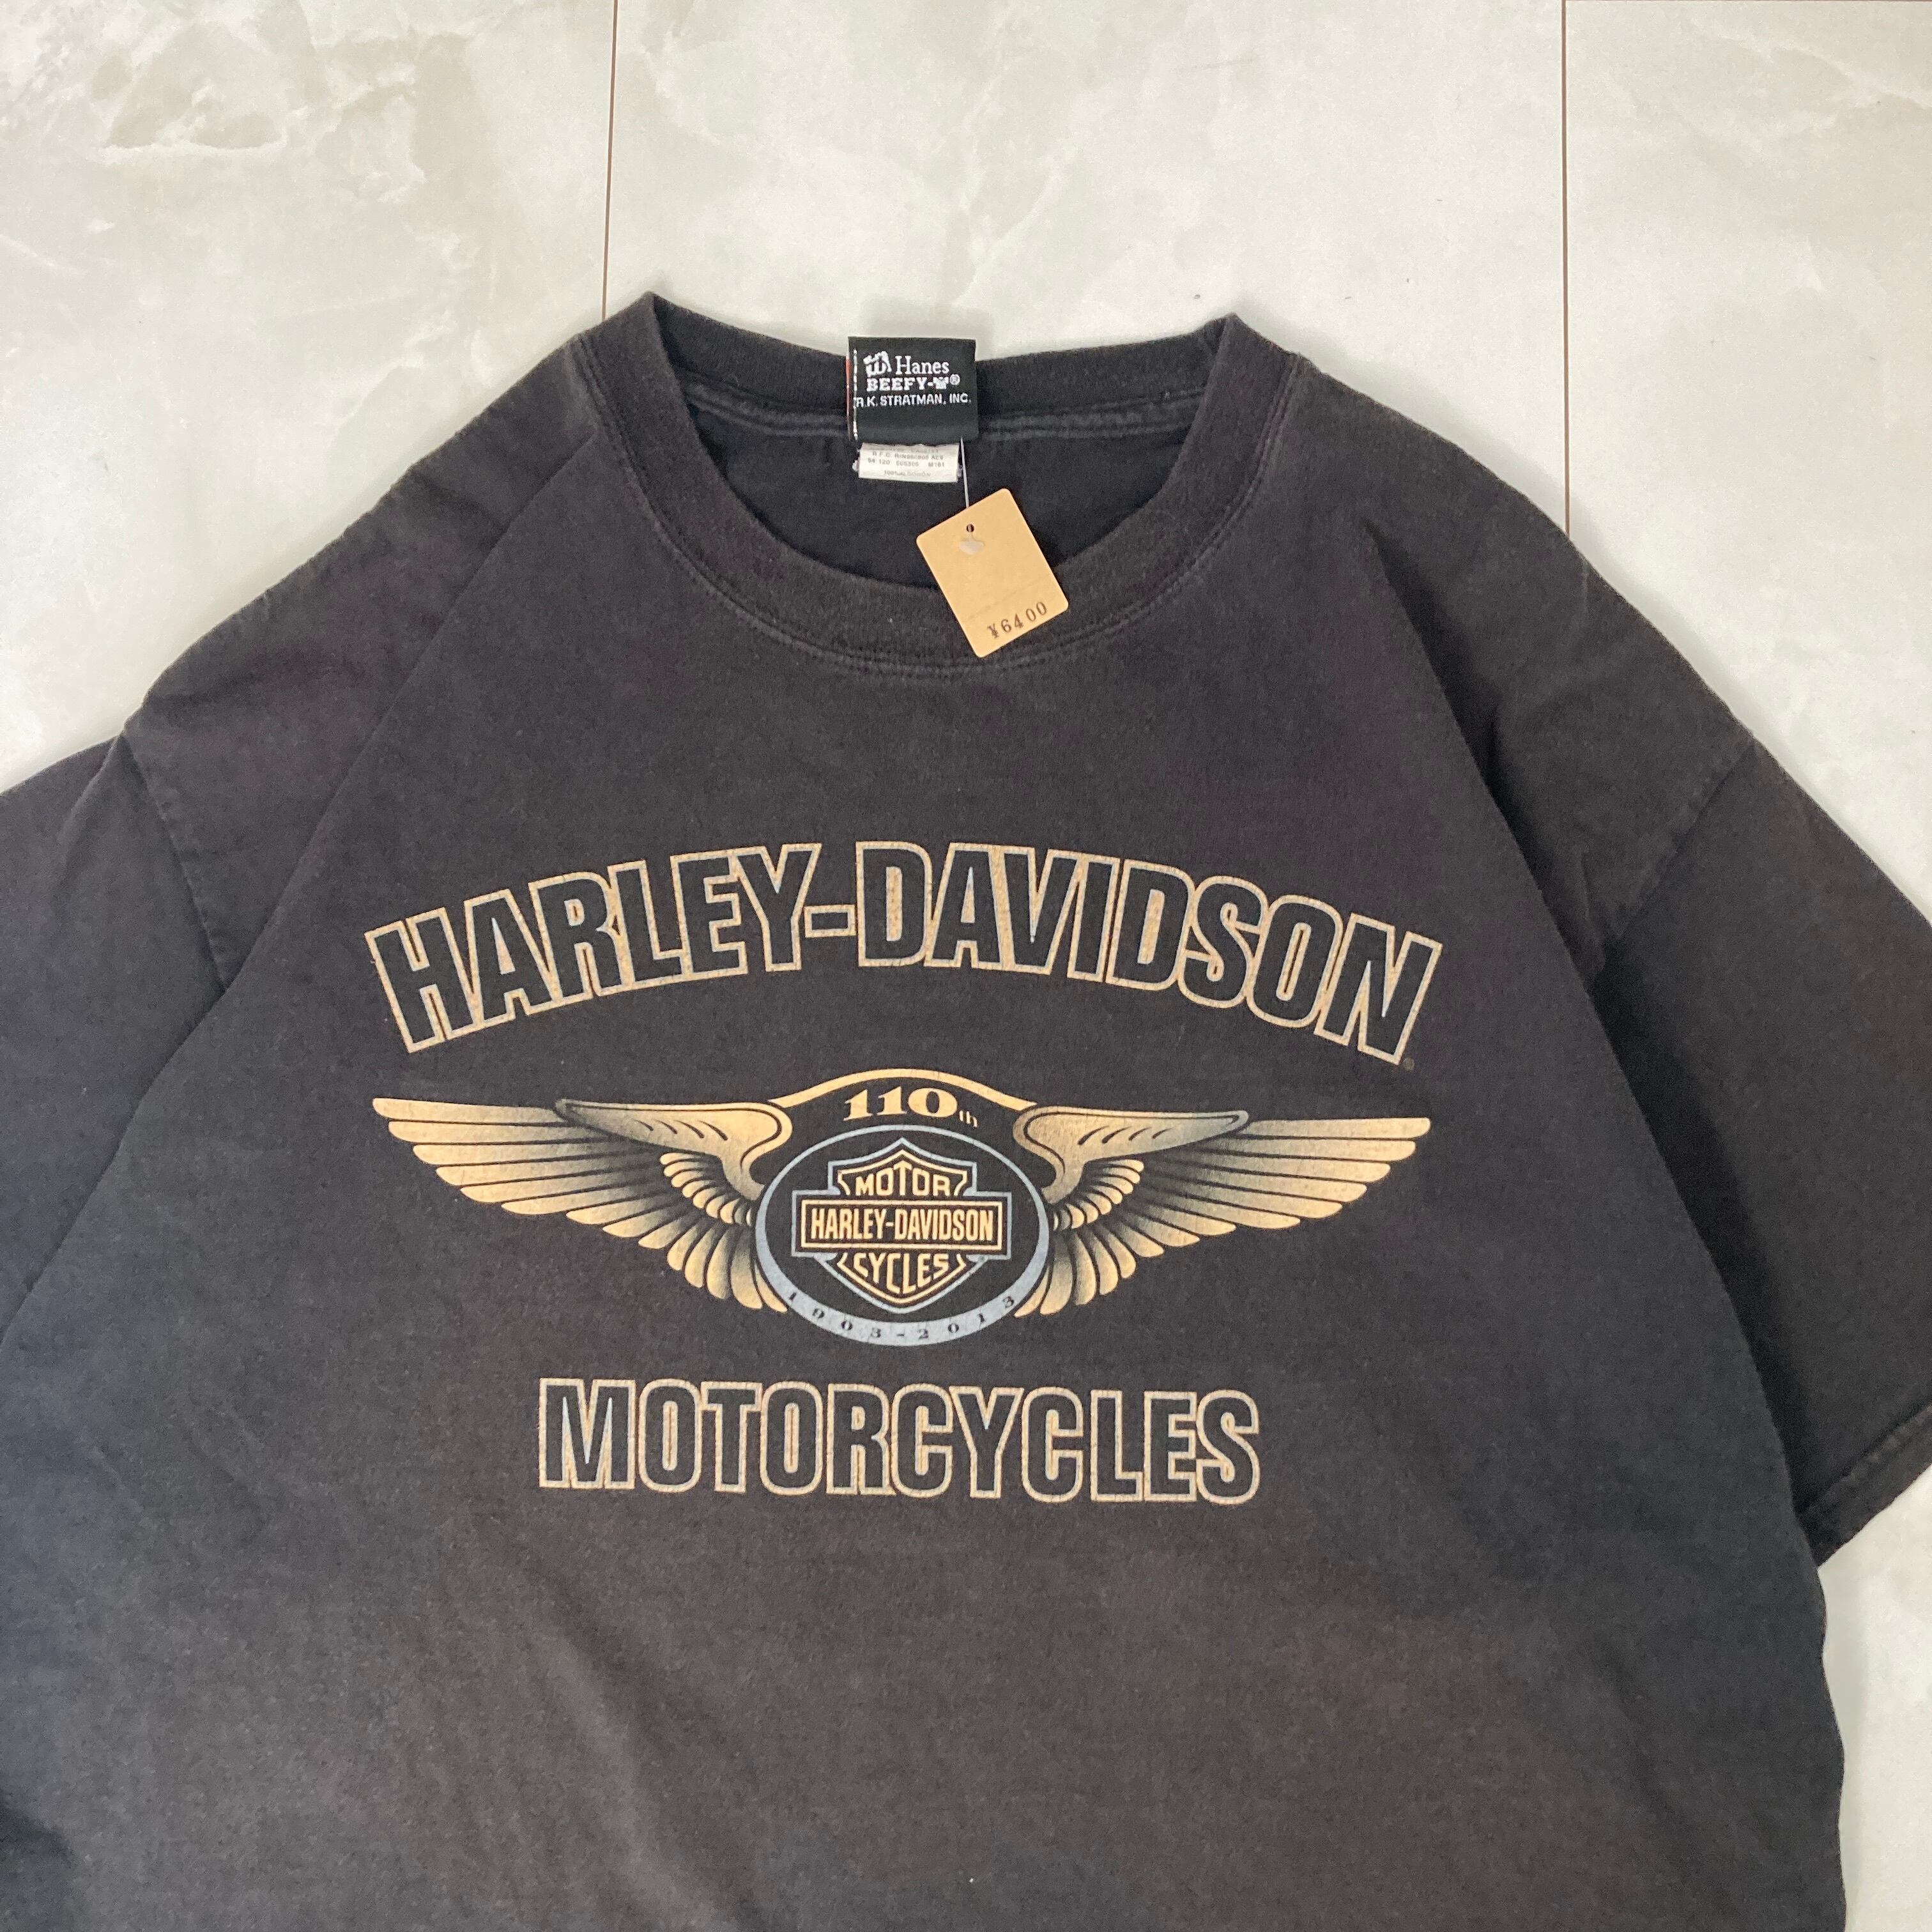 Hanes
BEEFY-T®
R.K. STRATMAN, INC.
¥6400
HARLEY-DAVIDSON
110th
MOTOR
HARLEY-DAVIDSON
CYCLES
1903-2013
MOTORCYCLES